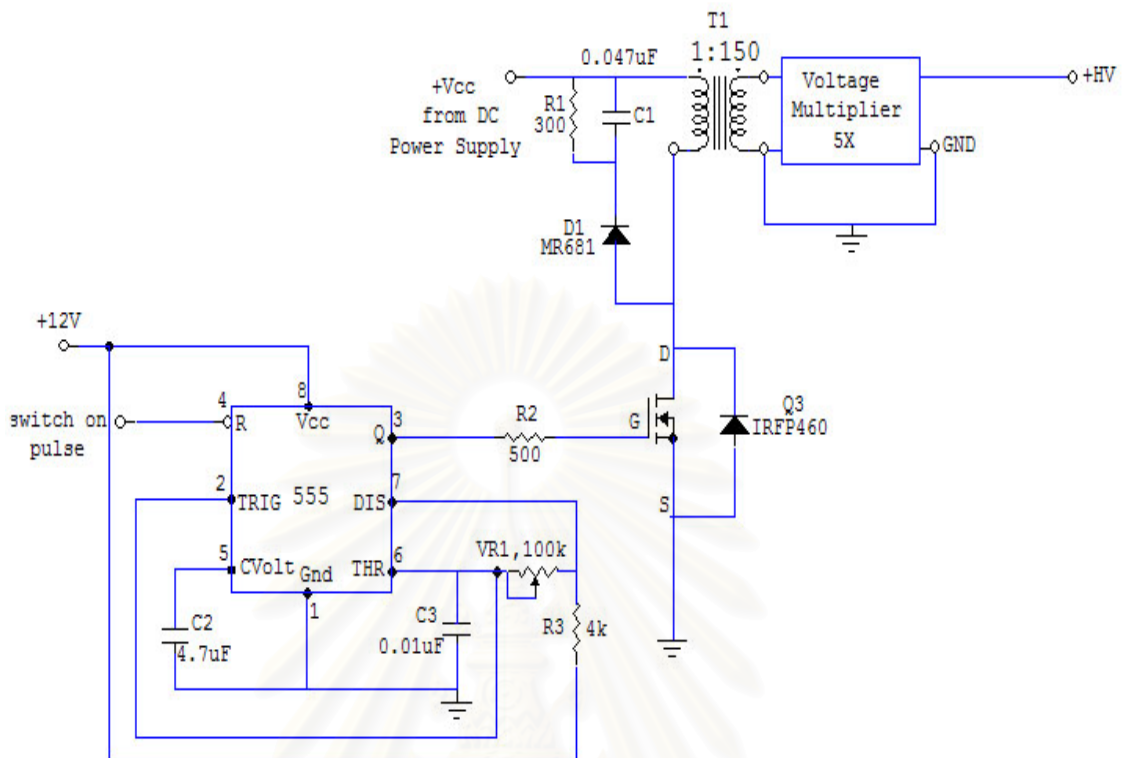 T1
1:150
0.047uF
+Vcc
from DC
Power Supply
R1
300
C1
Voltage
Multiplier
5X
+HV
GND
D1
MR681
+12V
D
switch on
pulse
4
R
8
Vcc
3
Q
R2
500
G
Q3
IRFP460
2
TRIG
555
7
DIS
S
5
CVolt
Gnd
1
6
THR
VR1,100k
C2
4.7uF
C3
0.01uF
R3
4k